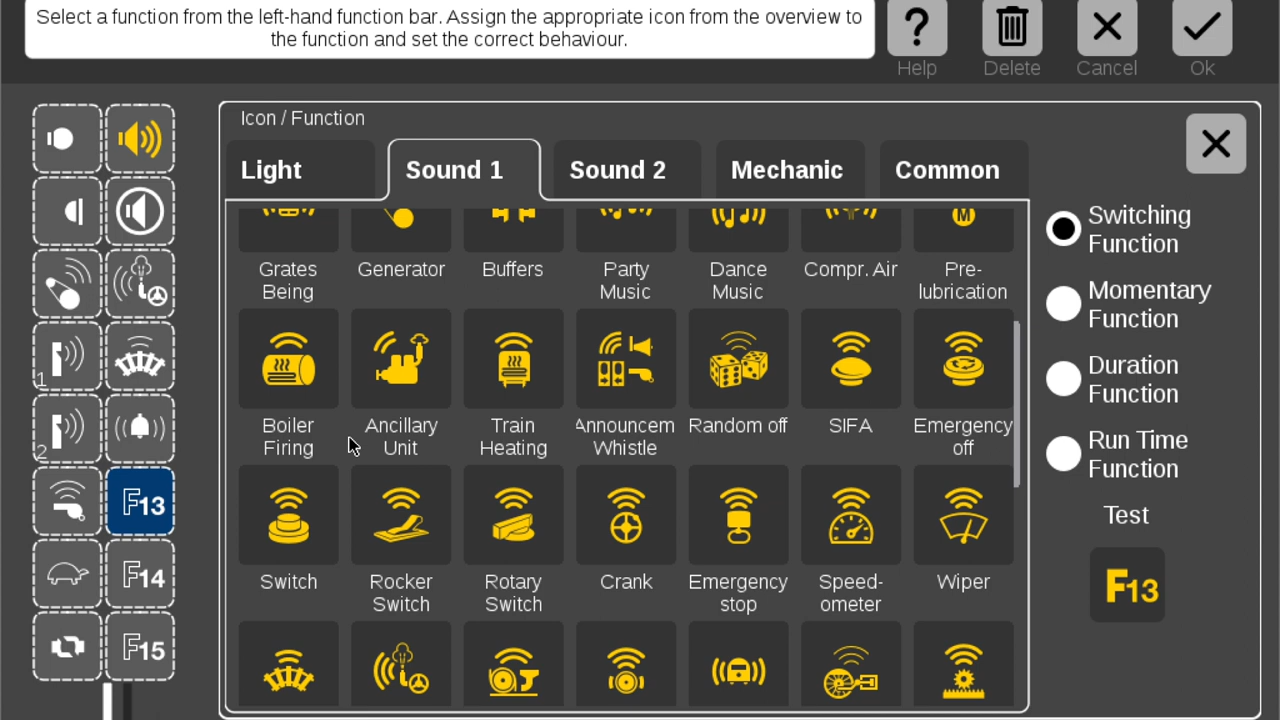 Select a function from the left-hand function bar. Assign the appropriate icon from the overview to
the function and set the correct behaviour.
Help
Delete
Cancel
Ok
Icon / Function
Light
Sound 1
Sound 2
Mechanic
Common
Grates
Being
Generator
Buffers
Party
Music
Dance
Music
Compr. Air
Pre-
lubrication
M
Boiler
Firing
Ancillary
Unit
Train
Heating
Announcem
Whistle
Random off
SIFA
Emergency
off
Switch
Rocker
Switch
Rotary
Switch
Crank
Emergency
stop
Speed-
ometer
Wiper
Switching
Function
Momentary
Function
Duration
Function
Run Time
Function
Test
F13
1
2
F13
F14
F15